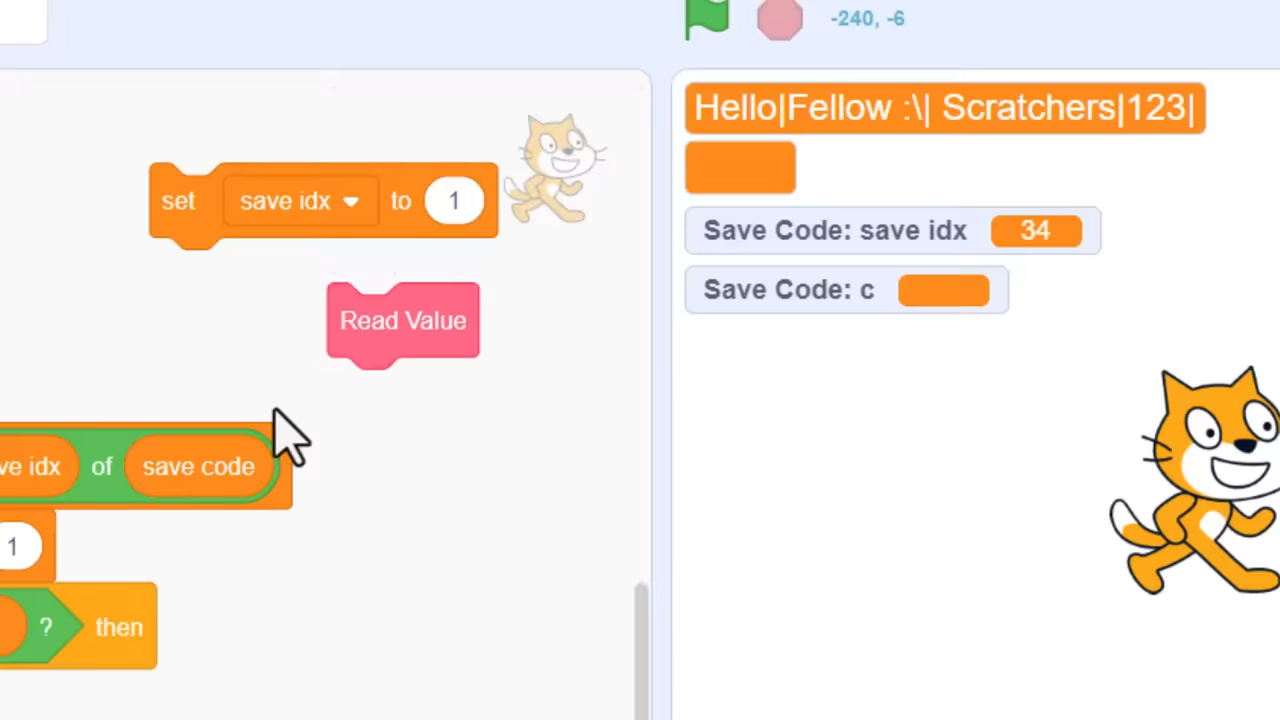 -240, -6
Hello|Fellow :\| Scratchers|123|
set save idx to 1
Save Code: save idx 34
Save Code: c
Read Value
ve idx of save code
1
? then